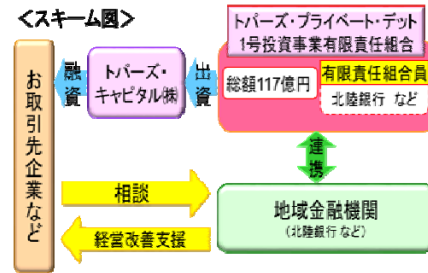 <スキーム図>
トパーズ・プライベート・デット
1号投資事業有限責任組合
総額117億円
有限責任組合員
北陸銀行 など
出資
トパーズ・
キャピタル㈱
融資
お取引先企業など
連携
相談
経営改善支援
地域金融機関
(北陸銀行など)